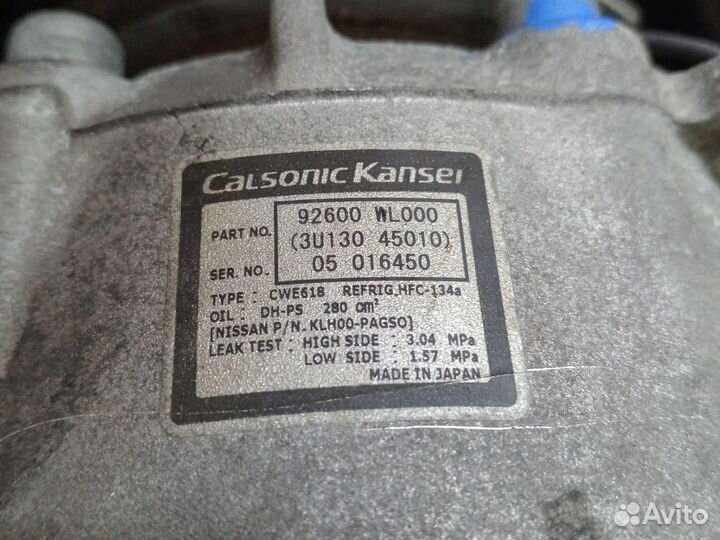 CALSONIC KANSEI
PART NO. 92600 WL000
(3U130 45010)
SER. NO. 05 016450
TYPE : CWE618 REFRIG.HFC-134a
OIL : DH-PS 280 cm³
[NISSAN P/N. KLH00-PAGSO]
LEAK TEST : HIGH SIDE : 3.04 MPa
LOW SIDE : 1.57 MPa
MADE IN JAPAN
Avito